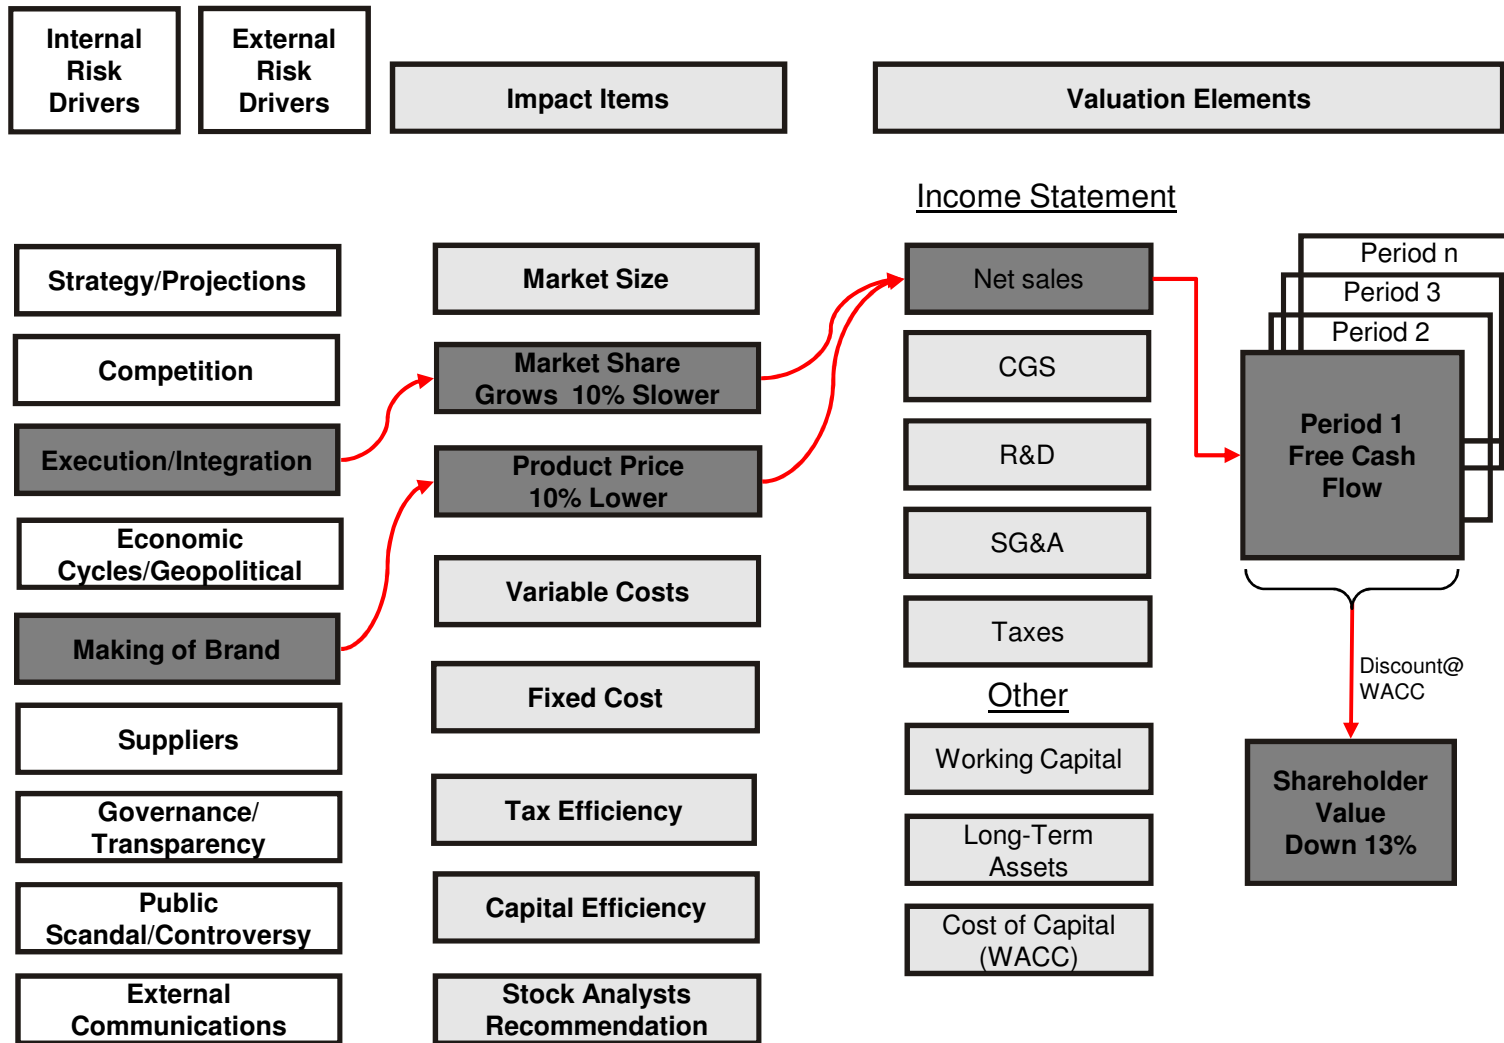 Internal
Risk
Drivers
External
Risk
Drivers
Impact Items
Valuation Elements
Strategy/Projections
Competition
Execution/Integration
Economic
Cycles/Geopolitical
Making of Brand
Suppliers
Governance/
Transparency
Public
Scandal/Controversy
External
Communications
Market Size
Market Share
Grows 10% Slower
Product Price
10% Lower
Variable Costs
Fixed Cost
Tax Efficiency
Capital Efficiency
Stock Analysts
Recommendation
Income Statement
Net sales
CGS
R&D
SG&A
Taxes
Other
Working Capital
Long-Term
Assets
Cost of Capital
(WACC)
Period n
Period 3
Period 2
Period 1
Free Cash
Flow
Discount@
WACC
Shareholder
Value
Down 13%